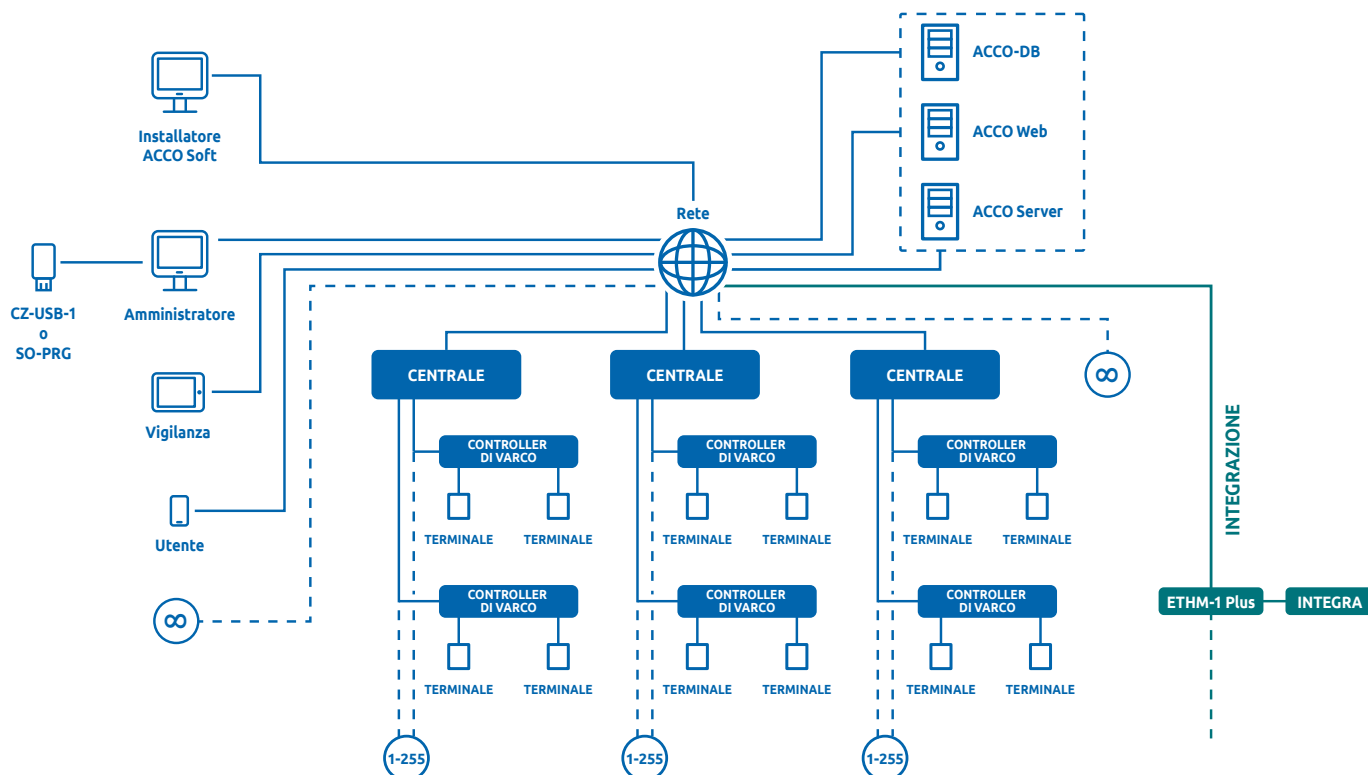 ACCO-DB
ACCO Web
ACCO Server
Installatore
ACCO Soft
Rete
CZ-USB-1
o
SO-PRG
Amministratore
Vigilanza
Utente
∞
∞
CENTRALE
CENTRALE
CENTRALE
CONTROLLER
DI VARCO
CONTROLLER
DI VARCO
CONTROLLER
DI VARCO
TERMINALE
TERMINALE
TERMINALE
TERMINALE
TERMINALE
TERMINALE
CONTROLLER
DI VARCO
CONTROLLER
DI VARCO
CONTROLLER
DI VARCO
TERMINALE
TERMINALE
TERMINALE
TERMINALE
TERMINALE
TERMINALE
1-255
1-255
1-255
INTEGRAZIONE
ETHM-1 Plus
INTEGRA